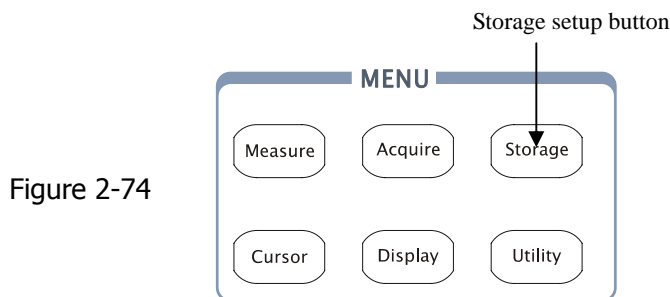 Storage setup button
MENU
Measure Acquire Storage
Figure 2-74
Cursor Display Utility